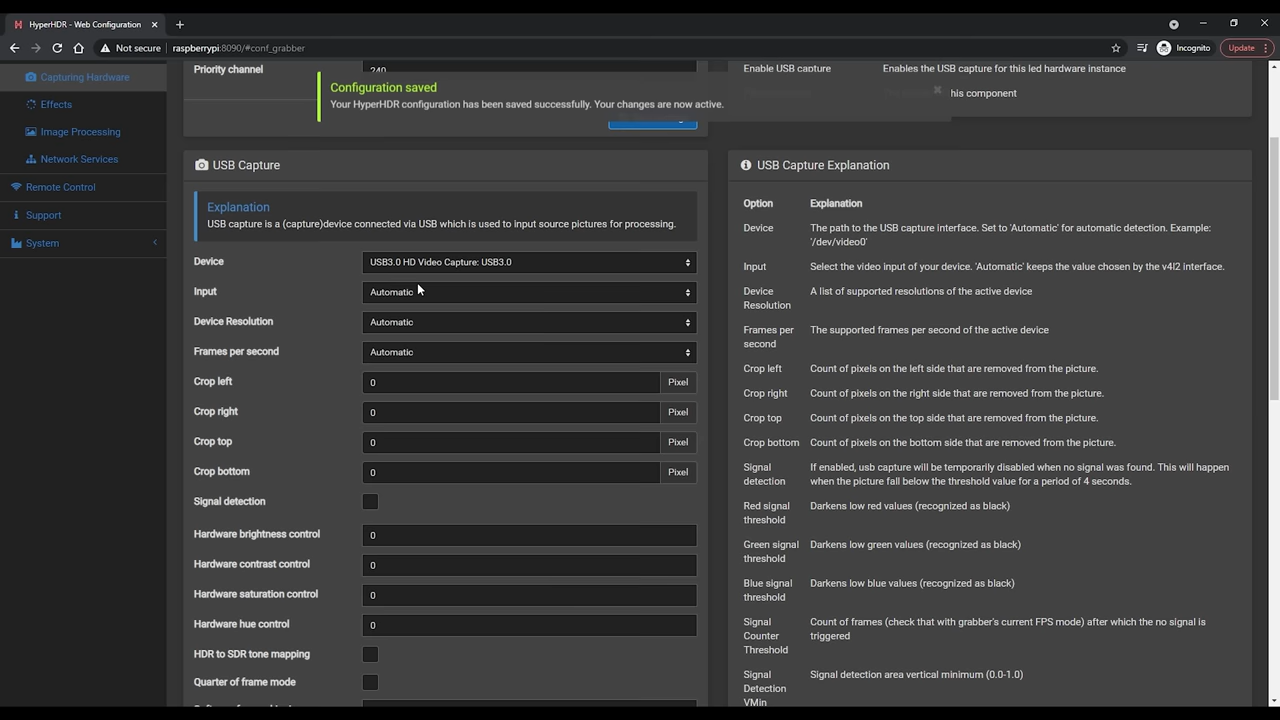 HyperHDR - Web Configuration
Not secure
raspberrypi:8090/#conf_grabber
Incognito
Update
Capturing Hardware
Effects
Image Processing
Network Services
Remote Control
Support
System
Priority channel
240
Configuration saved
Your HyperHDR configuration has been saved successfully. Your changes are now active.
Enable USB capture
Enables the USB capture for this led hardware instance
his component
USB Capture
Explanation
USB capture is a (capture)device connected via USB which is used to input source pictures for processing.
Device
USB3.0 HD Video Capture: USB3.0
Input
Automatic
Device Resolution
Automatic
Frames per second
Automatic
Crop left
0
Pixel
Crop right
0
Pixel
Crop top
0
Pixel
Crop bottom
0
Pixel
Signal detection
Hardware brightness control
0
Hardware contrast control
0
Hardware saturation control
0
Hardware hue control
0
HDR to SDR tone mapping
Quarter of frame mode
USB Capture Explanation
Option
Explanation
Device
The path to the USB capture interface. Set to 'Automatic' for automatic detection. Example:
'/dev/video0'
Input
Select the video input of your device. 'Automatic' keeps the value chosen by the v4l2 interface.
Device
Resolution
A list of supported resolutions of the active device
Frames per
second
The supported frames per second of the active device
Crop left
Count of pixels on the left side that are removed from the picture.
Crop right
Count of pixels on the right side that are removed from the picture.
Crop top
Count of pixels on the top side that are removed from the picture.
Crop bottom
Count of pixels on the bottom side that are removed from the picture.
Signal
detection
If enabled, usb capture will be temporarily disabled when no signal was found. This will happen
when the picture fall below the threshold value for a period of 4 seconds.
Red signal
threshold
Darkens low red values (recognized as black)
Green signal
threshold
Darkens low green values (recognized as black)
Blue signal
threshold
Darkens low blue values (recognized as black)
Signal
Counter
Threshold
Count of frames (check that with grabber's current FPS mode) after which the no signal is
triggered
Signal
Detection
VMin
Signal detection area vertical minimum (0.0-1.0)